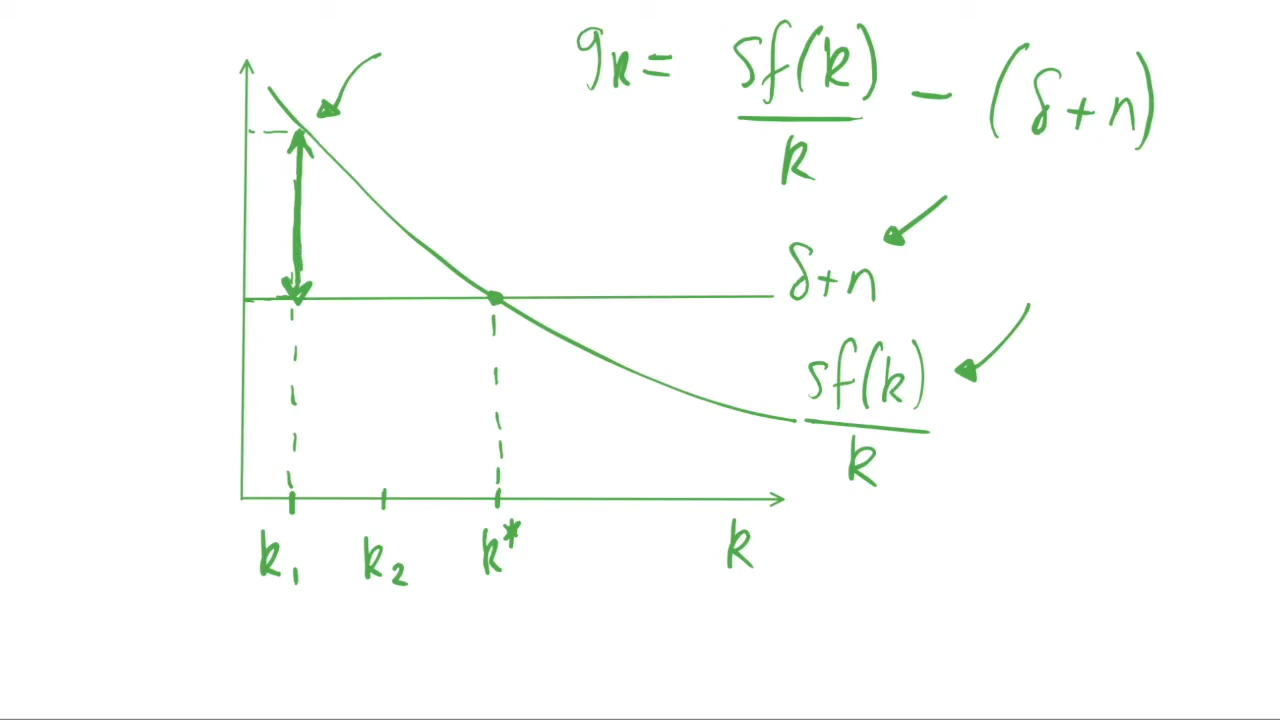 gk = sf(k)/k - (δ+n)
δ+n
sf(k)/k
k₁ k₂ k* k